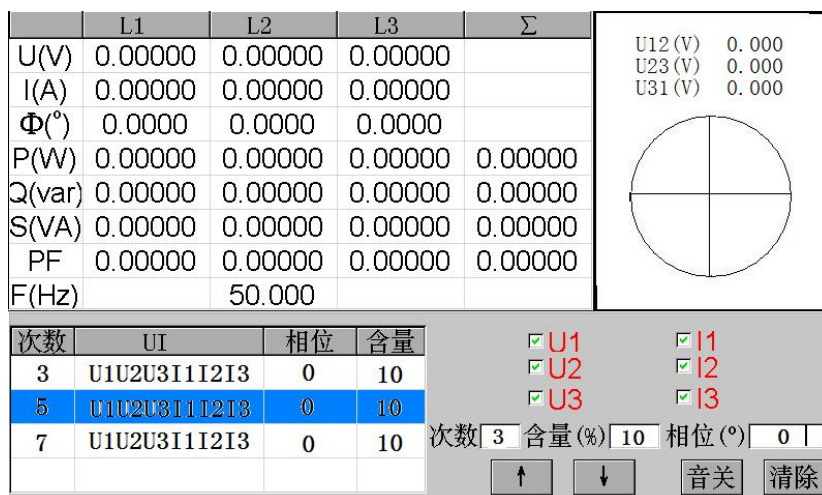 L1 L2 L3 Σ
U(V) 0.00000 0.00000 0.00000
I(A) 0.00000 0.00000 0.00000
Φ(°) 0.0000 0.0000 0.0000
P(W) 0.00000 0.00000 0.00000 0.00000
Q(var) 0.00000 0.00000 0.00000 0.00000
S(VA) 0.00000 0.00000 0.00000 0.00000
PF 0.00000 0.00000 0.00000 0.00000
F(Hz) 50.000
U12(V) 0.000
U23(V) 0.000
U31(V) 0.000
次数 UI 相位 含量
3 U1U2U3I1I2I3 0 10
5 U1U2U3I1I2I3 0 10
7 U1U2U3I1I2I3 0 10
U1 I1
U2 I2
U3 I3
次数 3 含量(%) 10 相位(°) 0
音关 清除